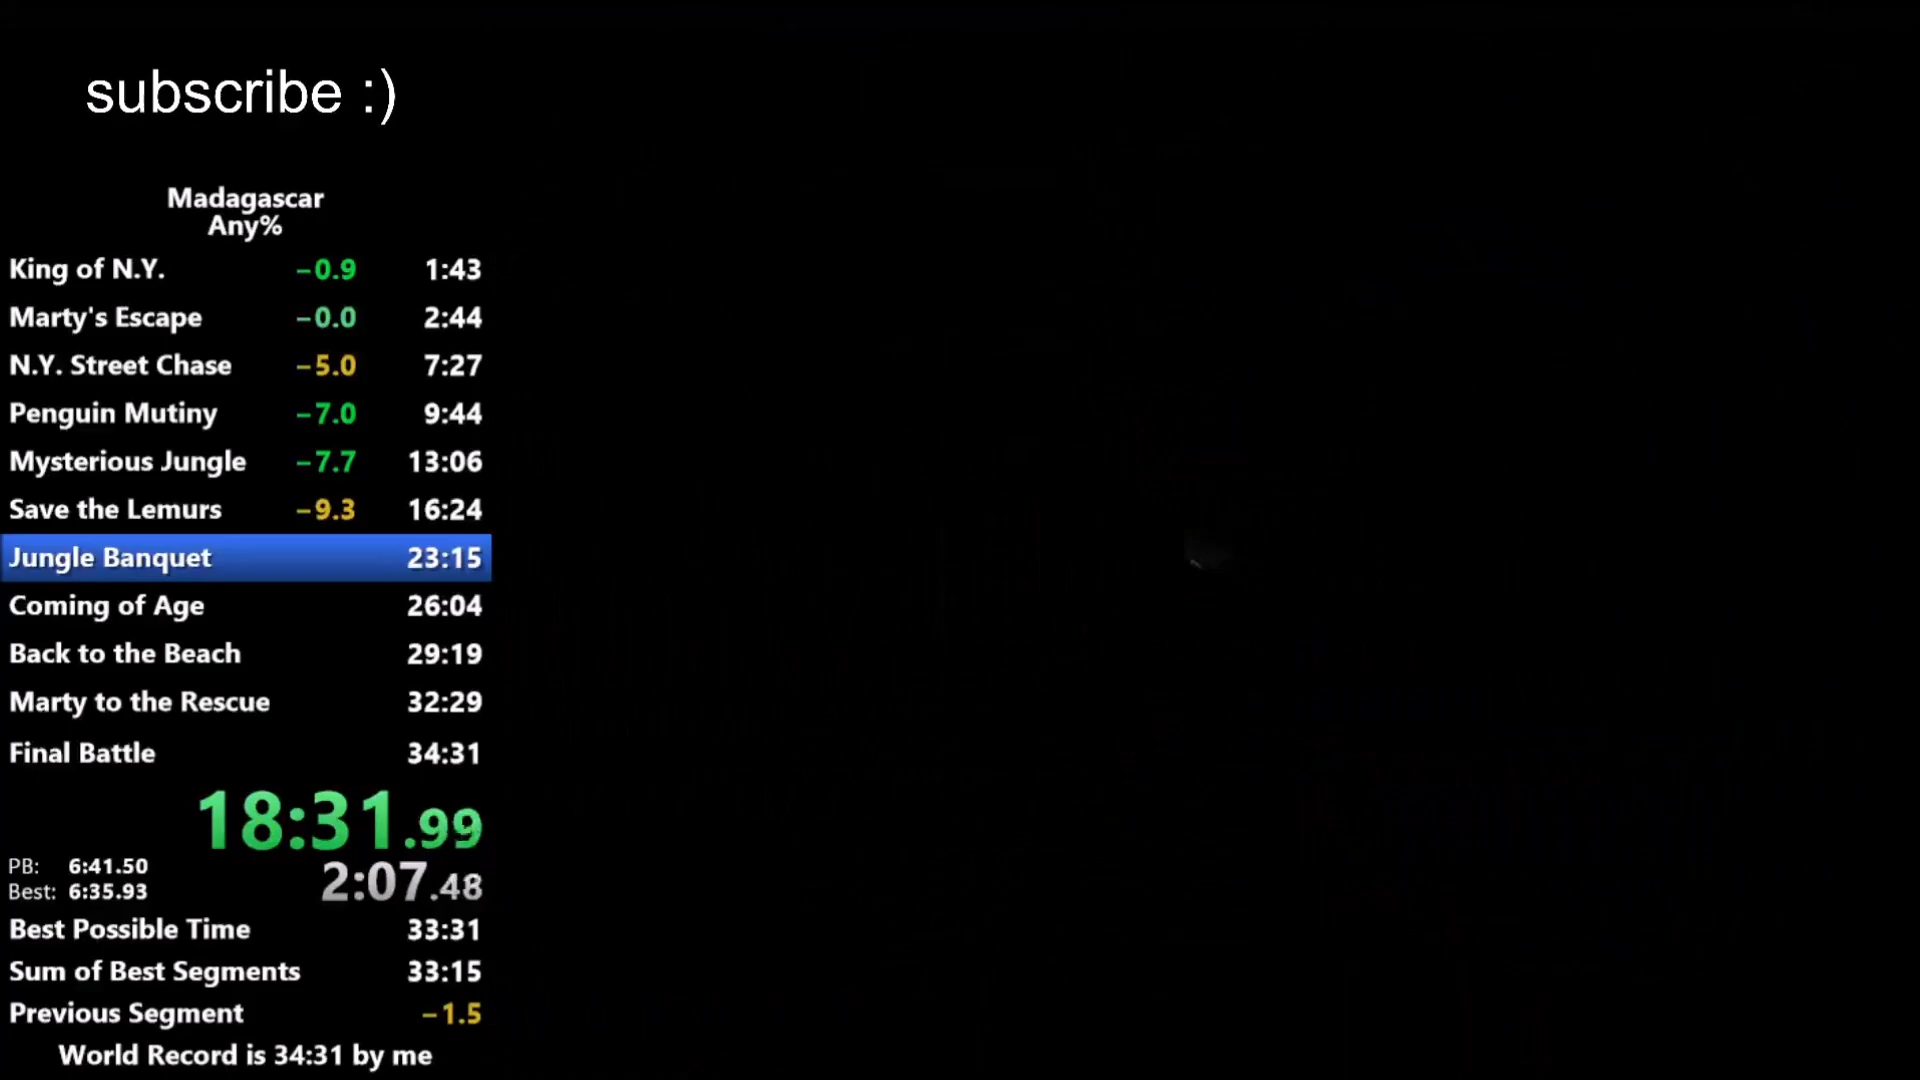 subscribe :)
Madagascar
Any%
King of N.Y. −0.9 1:43
Marty's Escape −0.0 2:44
N.Y. Street Chase −5.0 7:27
Penguin Mutiny −7.0 9:44
Mysterious Jungle −7.7 13:06
Save the Lemurs −9.3 16:24
Jungle Banquet 23:15
Coming of Age 26:04
Back to the Beach 29:19
Marty to the Rescue 32:29
Final Battle 34:31
18:31.99
PB: 6:41.50
Best: 6:35.93
2:07.48
Best Possible Time 33:31
Sum of Best Segments 33:15
Previous Segment −1.5
World Record is 34:31 by me